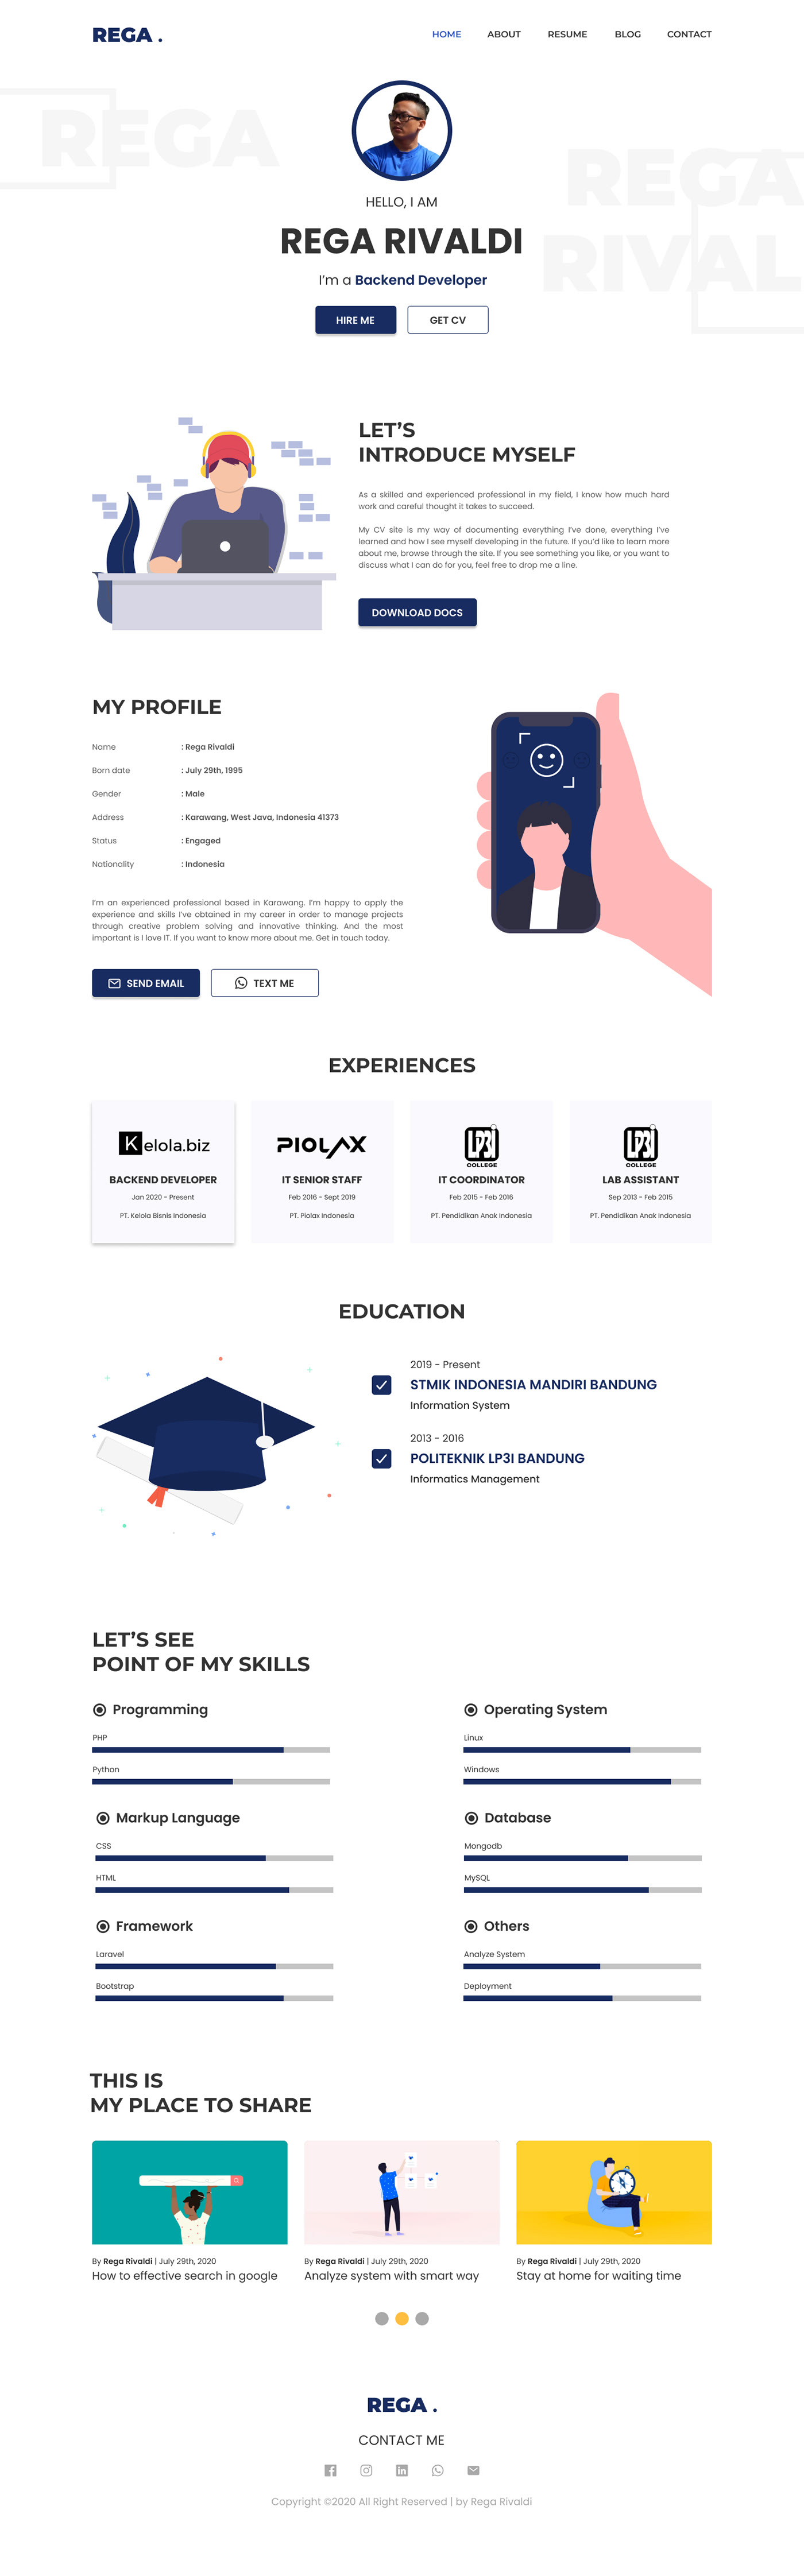 REGA .
HOME ABOUT RESUME BLOG CONTACT
REGA
REGA
RIVAL
HELLO, I AM
REGA RIVALDI
I'm a Backend Developer
HIRE ME GET CV
LET'S
INTRODUCE MYSELF
As a skilled and experienced professional in my field, I know how much hard
work and careful thought it takes to succeed.
My CV site is my way of documenting everything I've done, everything I've
learned and how I see myself developing in the future. If you'd like to learn more
about me, browse through the site. If you see something you like, or you want to
discuss what I can do for you, feel free to drop me a line.
DOWNLOAD DOCS
MY PROFILE
Name : Rega Rivaldi
Born date : July 29th, 1995
Gender : Male
Address : Karawang, West Java, Indonesia 41373
Status : Engaged
Nationality : Indonesia
I'm an experienced professional based in Karawang. I'm happy to apply the
experience and skills I've obtained in my career in order to manage projects
through creative problem solving and innovative thinking. And the most
important is I love IT. If you want to know more about me. Get in touch today.
SEND EMAIL TEXT ME
EXPERIENCES
Kelola.biz
BACKEND DEVELOPER
Jan 2020 - Present
PT. Kelola Bisnis Indonesia
PIOLAX
IT SENIOR STAFF
Feb 2016 - Sept 2019
PT. Piolax Indonesia
LP3I
COLLEGE
IT COORDINATOR
Feb 2015 - Feb 2016
PT. Pendidikan Anak Indonesia
LP3I
COLLEGE
LAB ASSISTANT
Sep 2013 - Feb 2015
PT. Pendidikan Anak Indonesia
EDUCATION
2019 - Present
STMIK INDONESIA MANDIRI BANDUNG
Information System
2013 - 2016
POLITEKNIK LP3I BANDUNG
Informatics Management
LET'S SEE
POINT OF MY SKILLS
Programming
PHP
Python
Operating System
Linux
Windows
Markup Language
CSS
HTML
Database
Mongodb
MySQL
Framework
Laravel
Bootstrap
Others
Analyze System
Deployment
THIS IS
MY PLACE TO SHARE
By Rega Rivaldi | July 29th, 2020
How to effective search in google
By Rega Rivaldi | July 29th, 2020
Analyze system with smart way
By Rega Rivaldi | July 29th, 2020
Stay at home for waiting time
REGA .
CONTACT ME
Copyright ©2020 All Right Reserved | by Rega Rivaldi